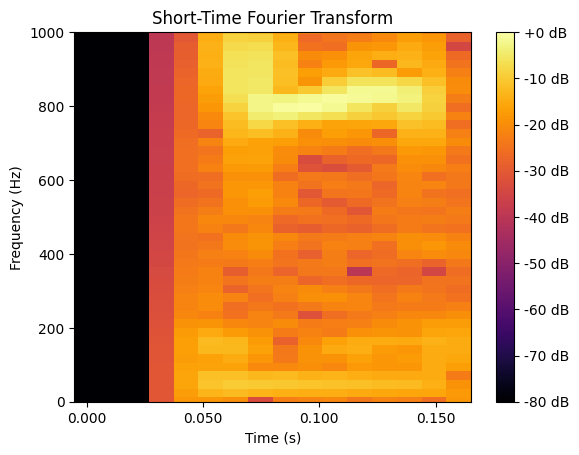 Short-Time Fourier Transform
1000
800
600
400
200
0
Frequency (Hz)
0.000
0.050
0.100
0.150
Time (s)
+0 dB
-10 dB
-20 dB
-30 dB
-40 dB
-50 dB
-60 dB
-70 dB
-80 dB